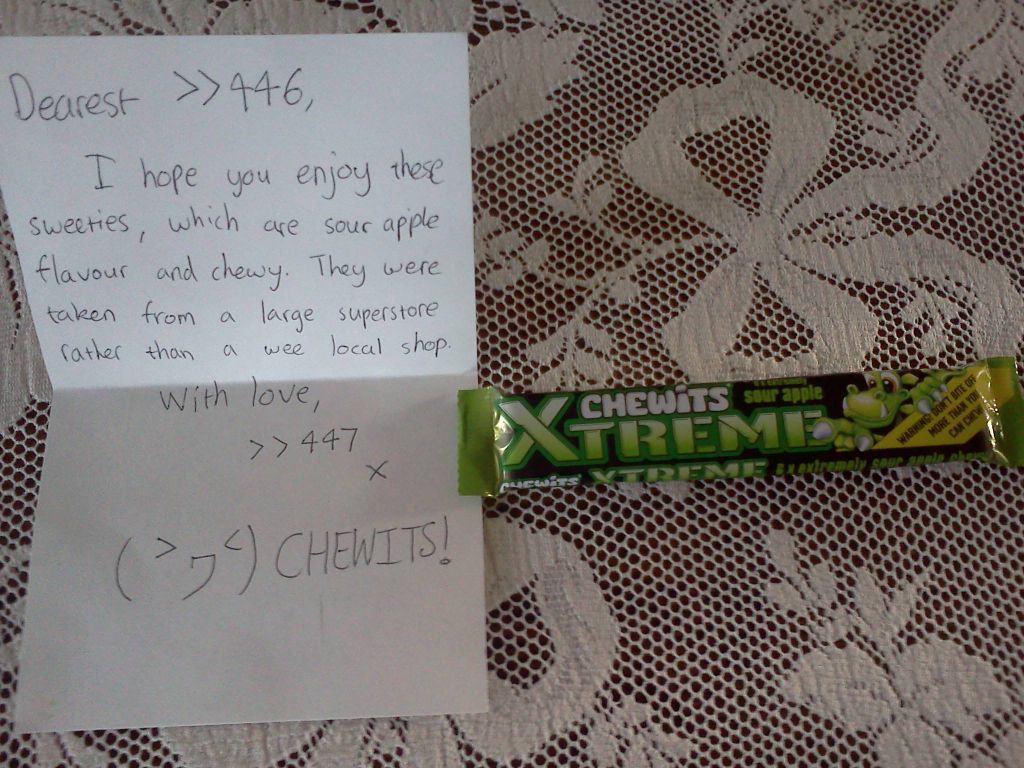 Dearest >>446,
I hope you enjoy these
sweeties, which are sour apple
flavour and chewy. They were
taken from a large superstore
rather than a wee local shop.
With love,
>>447
x
( > ﾜ <) CHEWITS!
CHEWITS
XTREME
sour apple
WARNING: DON'T BITE OFF
MORE THAN YOU
CAN CHEW
CHEWITS XTREME 6 x extremely sour apple chews